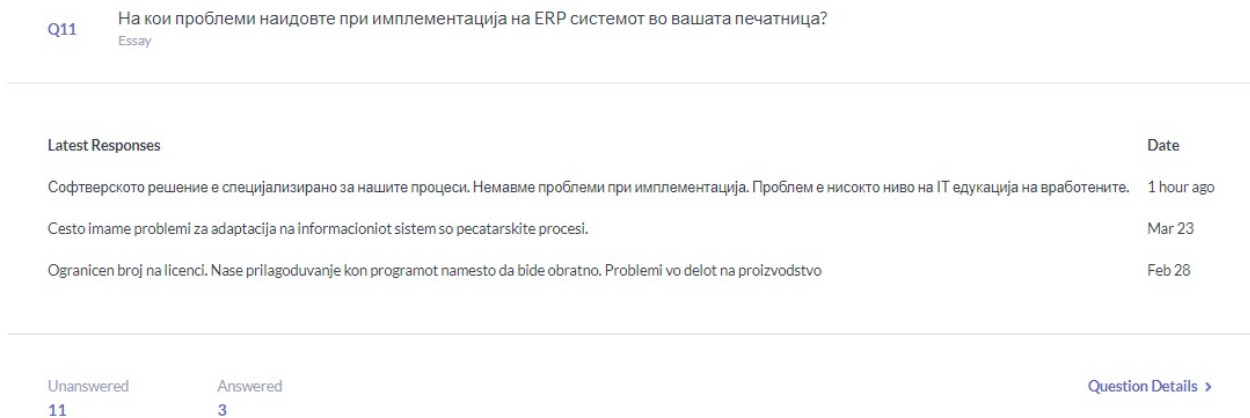 Q11 На кои проблеми наидовте при имплементација на ERP системот во вашата печатница?
Essay
Latest Responses Date
Софтверското решение е специјализирано за нашите процеси. Немавме проблеми при имплементација. Проблем е нисокто ниво на IT едукација на вработените. 1 hour ago
Cesto imame problemi za adaptacija na informacioniot sistem so pecatarskite procesi. Mar 23
Ogranicen broj na licenci. Nase prilagoduvanje kon programot namesto da bide obratno. Problemi vo delot na proizvodstvo Feb 28
Unanswered Answered Question Details >
11 3